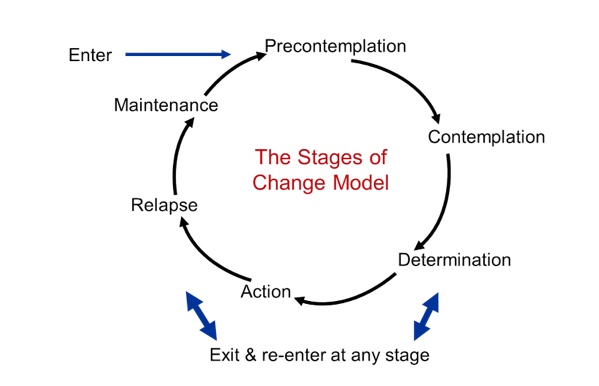 Precontemplation
Enter
Maintenance
Contemplation
The Stages of
Change Model
Relapse
Determination
Action
Exit & re-enter at any stage